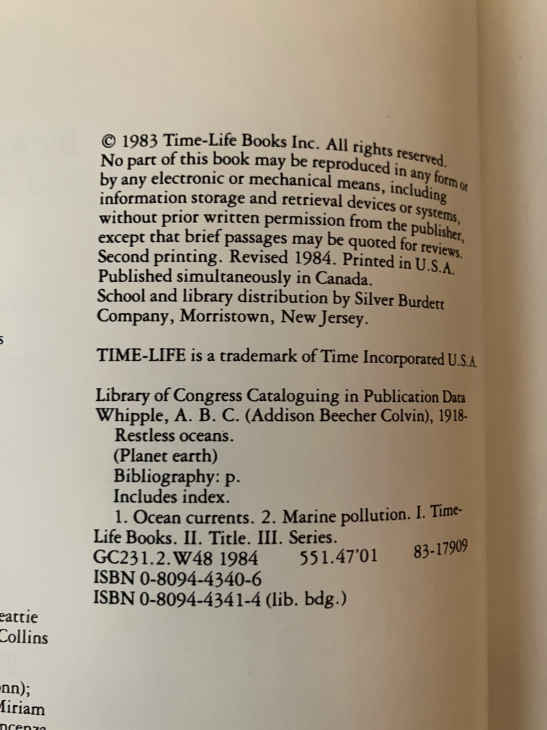 © 1983 Time-Life Books Inc. All rights reserved.
No part of this book may be reproduced in any form or
by any electronic or mechanical means, including
information storage and retrieval devices or systems,
without prior written permission from the publisher,
except that brief passages may be quoted for reviews.
Second printing. Revised 1984. Printed in U.S.A.
Published simultaneously in Canada.
School and library distribution by Silver Burdett
Company, Morristown, New Jersey.
TIME-LIFE is a trademark of Time Incorporated U.S.A
Library of Congress Cataloguing in Publication Data
Whipple, A. B. C. (Addison Beecher Colvin), 1918-
Restless oceans.
(Planet earth)
Bibliography: p.
Includes index.
1. Ocean currents. 2. Marine pollution. I. Time-
Life Books. II. Title. III. Series.
GC231.2.W48 1984 551.47'01 83-17909
ISBN 0-8094-4340-6
ISBN 0-8094-4341-4 (lib. bdg.)
s
eattie
Collins
nn);
Miriam